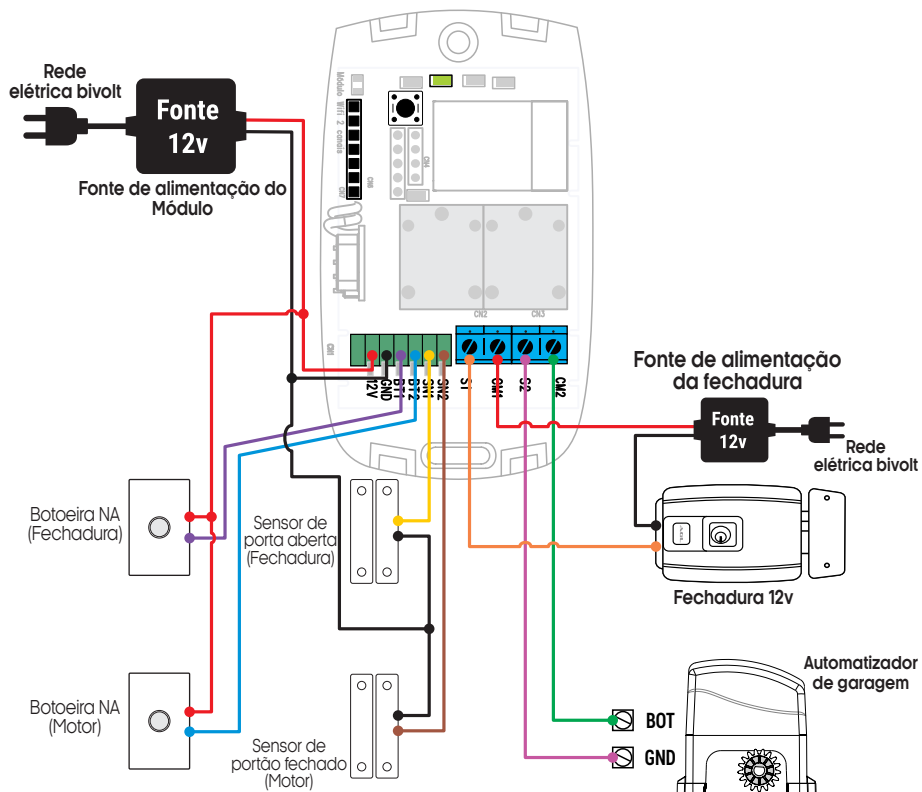 Rede
elétrica bivolt
Fonte
12v
Fonte de alimentação do
Módulo
Módulo Wifi 2 canais
CN4
CN6
CN7
CN2
CN3
CN1
12V
GND
BT1
BT2
SN1
SN2
S1
CM1
S2
CM2
Fonte de alimentação
da fechadura
Fonte
12v
Rede
elétrica bivolt
Botoeira NA
(Fechadura)
Sensor de
porta aberta
(Fechadura)
Fechadura 12v
Botoeira NA
(Motor)
Sensor de
portão fechado
(Motor)
Automatizador
de garagem
BOT
GND